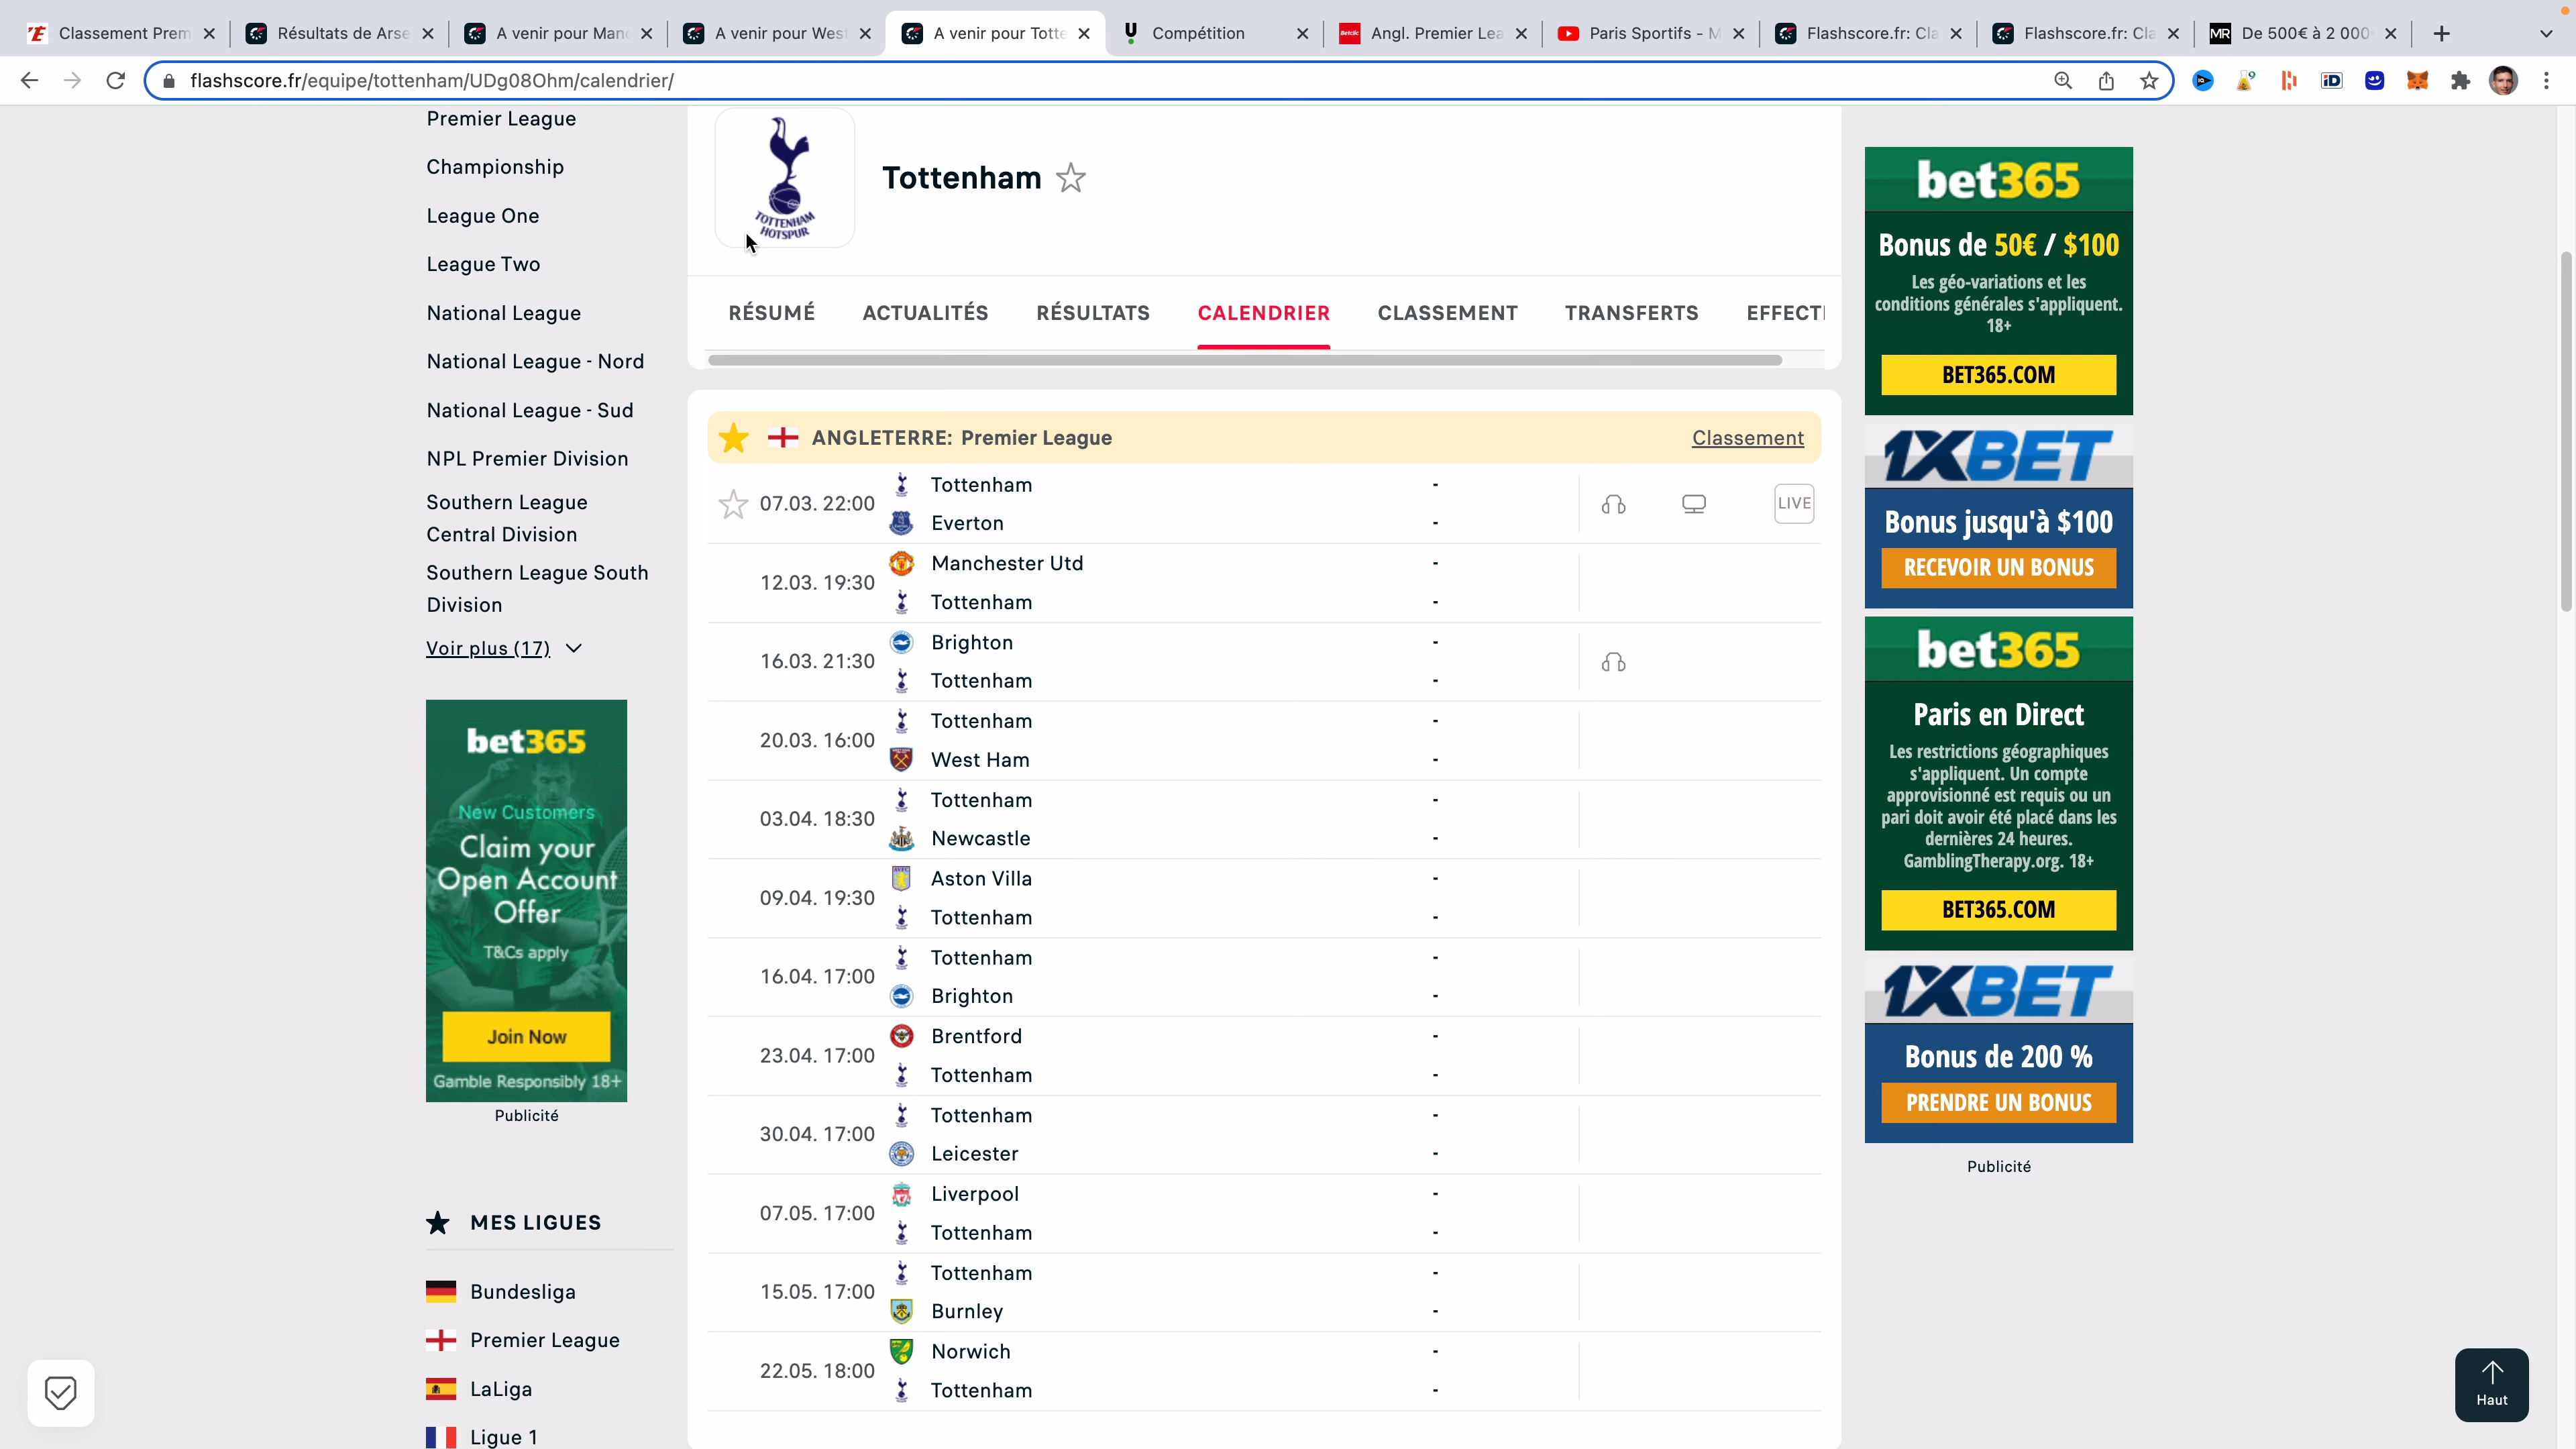 Classement Prem
Résultats de Arse
A venir pour Manc
A venir pour West
A venir pour Totte
Compétition
Angl. Premier Lea
Paris Sportifs - M
Flashscore.fr: Cla
Flashscore.fr: Cla
De 500€ à 2 000
flashscore.fr/equipe/tottenham/UDg08Ohm/calendrier/
Premier League
Championship
League One
League Two
National League
National League - Nord
National League - Sud
NPL Premier Division
Southern League
Central Division
Southern League South
Division
Voir plus (17)
bet365
New Customers
Claim your
Open Account
Offer
T&Cs apply
Join Now
Gamble Responsibly 18+
Publicité
MES LIGUES
Bundesliga
Premier League
LaLiga
Ligue 1
TOTTENHAM
HOTSPUR
Tottenham
RÉSUMÉ ACTUALITÉS RÉSULTATS CALENDRIER CLASSEMENT TRANSFERTS EFFECTI
ANGLETERRE: Premier League Classement
07.03. 22:00 Tottenham -
Everton -
LIVE
12.03. 19:30 Manchester Utd -
Tottenham -
16.03. 21:30 Brighton -
Tottenham -
20.03. 16:00 Tottenham -
West Ham -
03.04. 18:30 Tottenham -
Newcastle -
09.04. 19:30 Aston Villa -
Tottenham -
16.04. 17:00 Tottenham -
Brighton -
23.04. 17:00 Brentford -
Tottenham -
30.04. 17:00 Tottenham -
Leicester -
07.05. 17:00 Liverpool -
Tottenham -
15.05. 17:00 Tottenham -
Burnley -
22.05. 18:00 Norwich -
Tottenham -
bet365
Bonus de 50€ / $100
Les géo-variations et les
conditions générales s'appliquent.
18+
BET365.COM
1XBET
Bonus jusqu'à $100
RECEVOIR UN BONUS
bet365
Paris en Direct
Les restrictions géographiques
s'appliquent. Un compte
approvisionné est requis ou un
pari doit avoir été placé dans les
dernières 24 heures.
GamblingTherapy.org. 18+
BET365.COM
1XBET
Bonus de 200 %
PRENDRE UN BONUS
Publicité
Haut